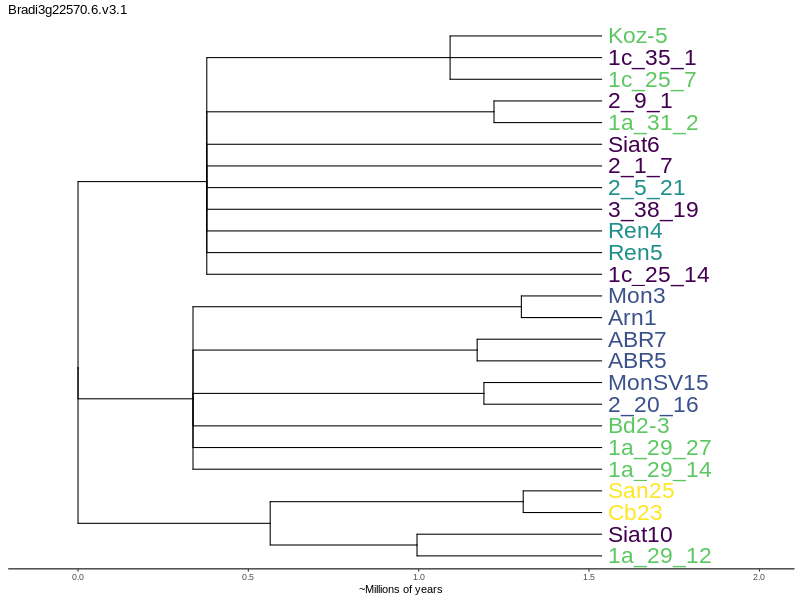 Bradi3g22570.6.v3.1
Koz-5
1c_35_1
1c_25_7
2_9_1
1a_31_2
Siat6
2_1_7
2_5_21
3_38_19
Ren4
Ren5
1c_25_14
Mon3
Arn1
ABR7
ABR5
MonSV15
2_20_16
Bd2-3
1a_29_27
1a_29_14
San25
Cb23
Siat10
1a_29_12
0.0 0.5 1.0 1.5 2.0
~Millions of years